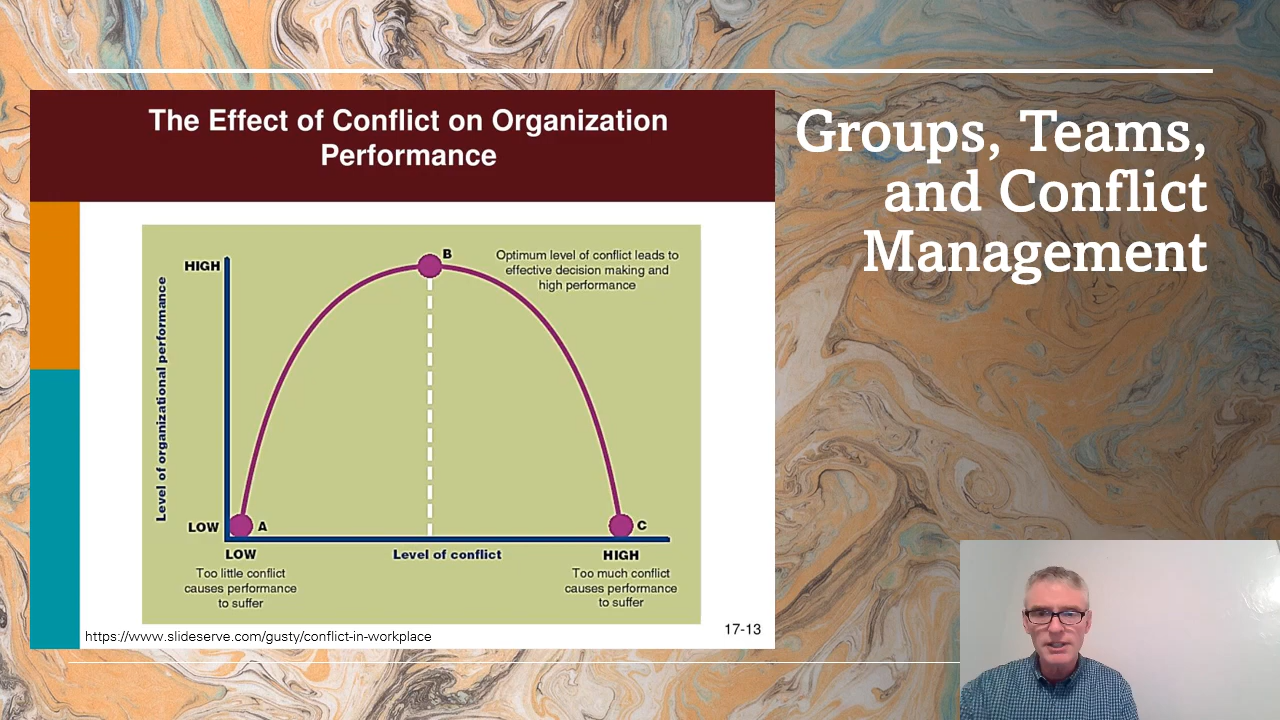 The Effect of Conflict on Organization
Performance
Groups, Teams,
and Conflict
Management
HIGH
B
Optimum level of conflict leads to
effective decision making and
high performance
Level of organizational performance
LOW
A
C
LOW
Level of conflict
HIGH
Too little conflict
causes performance
to suffer
Too much conflict
causes performance
to suffer
https://www.slideserve.com/gusty/conflict-in-workplace
17-13